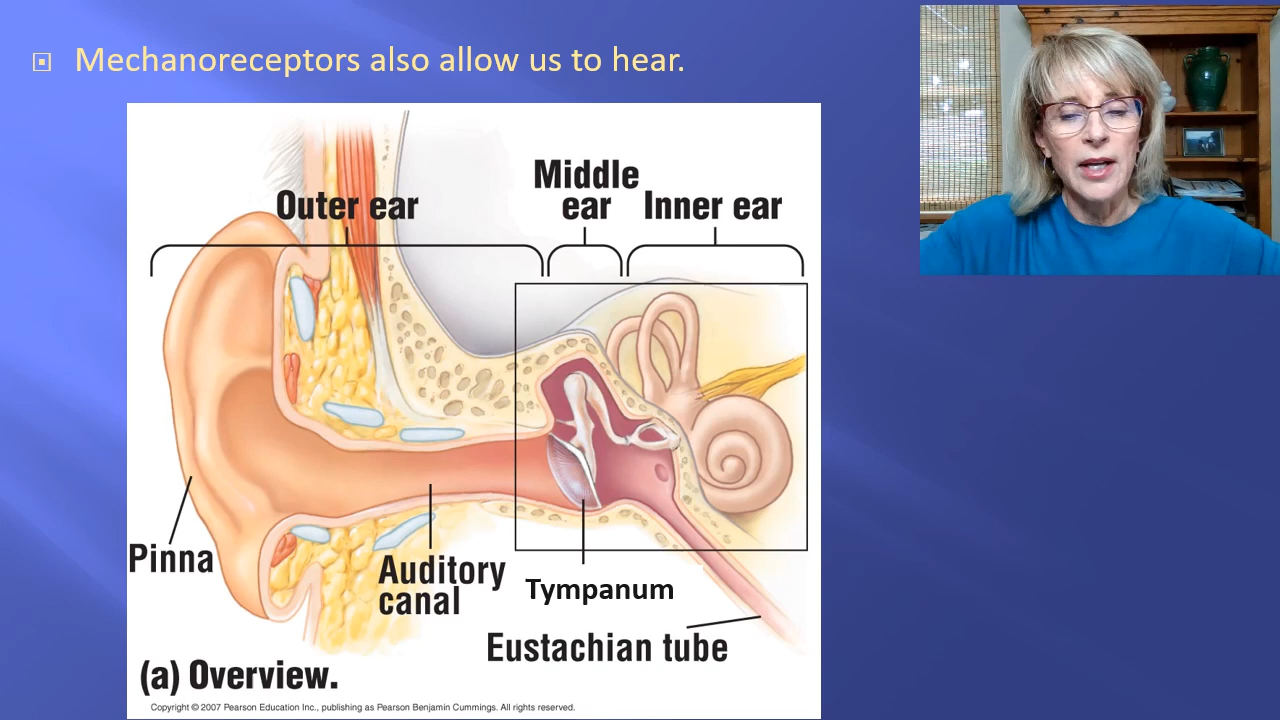 Mechanoreceptors also allow us to hear.
Outer ear
Middle
ear
Inner ear
Pinna
Auditory
canal
Tympanum
Eustachian tube
(a) Overview.
Copyright © 2007 Pearson Education Inc., publishing as Pearson Benjamin Cummings. All rights reserved.